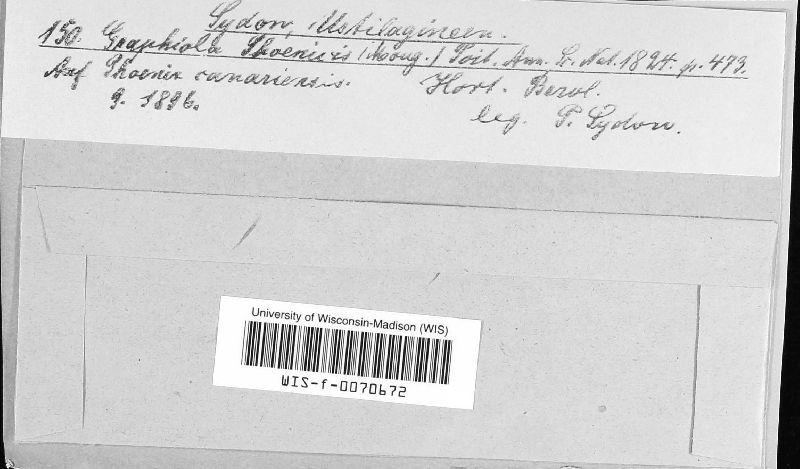 Sydow, Ustilagineen.
150. Graphiola Phoenicis (Moug.) Poit. Ann. Sc. Nat. 1824. p. 473.
Auf Phoenix canariensis. Hort. Berol.
9. 1896. leg. P. Sydow.
University of Wisconsin-Madison (WIS)
WIS-f-0070672